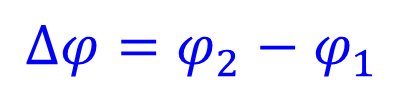 Δφ = φ₂ − φ₁